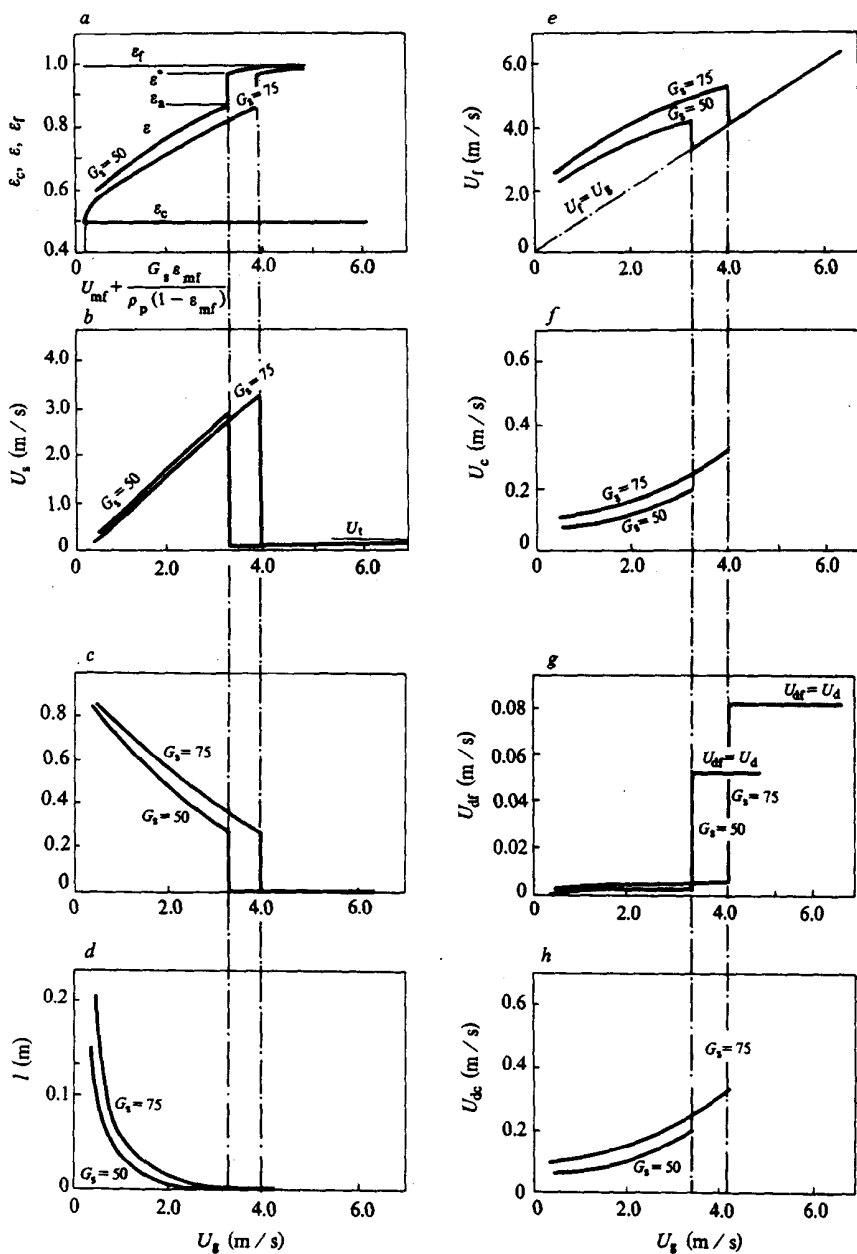 a
1.0
0.9
0.8
0.7
0.6
0.5
0.4
ε_c, ε, ε_f
ε_f
ε*
ε_a
ε
ε_c
G_s = 50
G_s = 75
0
2.0
4.0
6.0
U_mf + G_s ε_mf / ρ_p (1 − ε_mf)
b
4.0
3.0
2.0
1.0
0
U_s (m / s)
G_s = 50
G_s = 75
U_t
0
2.0
4.0
6.0
c
0.8
0.6
0.4
0.2
0
G_s = 75
G_s = 50
0
2.0
4.0
6.0
d
0.2
0.1
0
l (m)
G_s = 75
G_s = 50
0
2.0
4.0
6.0
U_g (m / s)
e
6.0
4.0
2.0
0
U_f (m / s)
G_s = 75
G_s = 50
U_f = U_g
0
2.0
4.0
6.0
f
0.6
0.4
0.2
0
U_c (m / s)
G_s = 75
G_s = 50
0
2.0
4.0
6.0
g
0.08
0.06
0.04
0.02
0
U_df (m / s)
U_df = U_d
U_df = U_d
G_s = 75
G_s = 50
0
2.0
4.0
6.0
h
0.6
0.4
0.2
0
U_dc (m / s)
G_s = 75
G_s = 50
0
2.0
4.0
6.0
U_g (m / s)